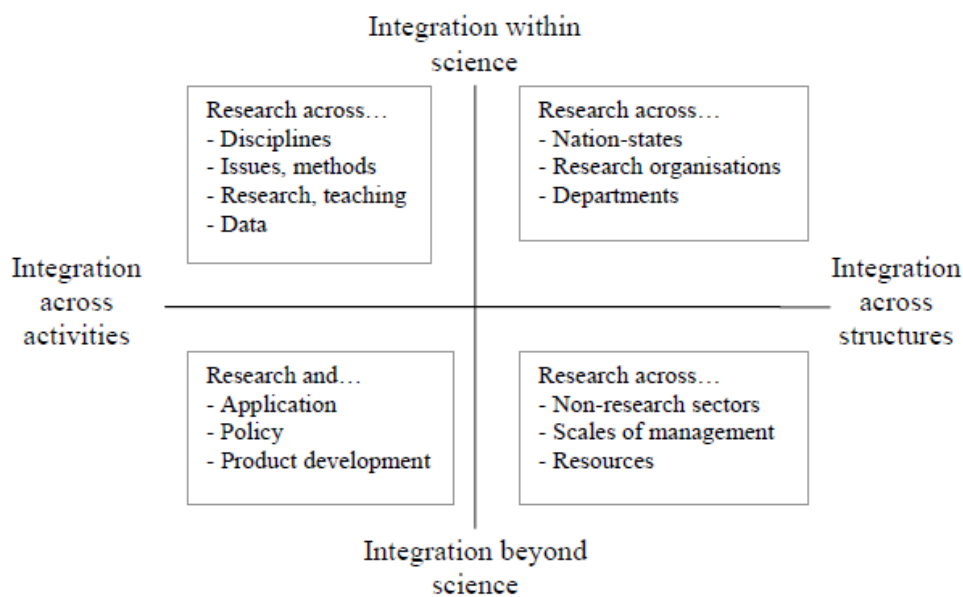 Integration within
science
Research across…
- Disciplines
- Issues, methods
- Research, teaching
- Data
Research across…
- Nation-states
- Research organisations
- Departments
Integration
across
activities
Integration
across
structures
Research and…
- Application
- Policy
- Product development
Research across…
- Non-research sectors
- Scales of management
- Resources
Integration beyond
science